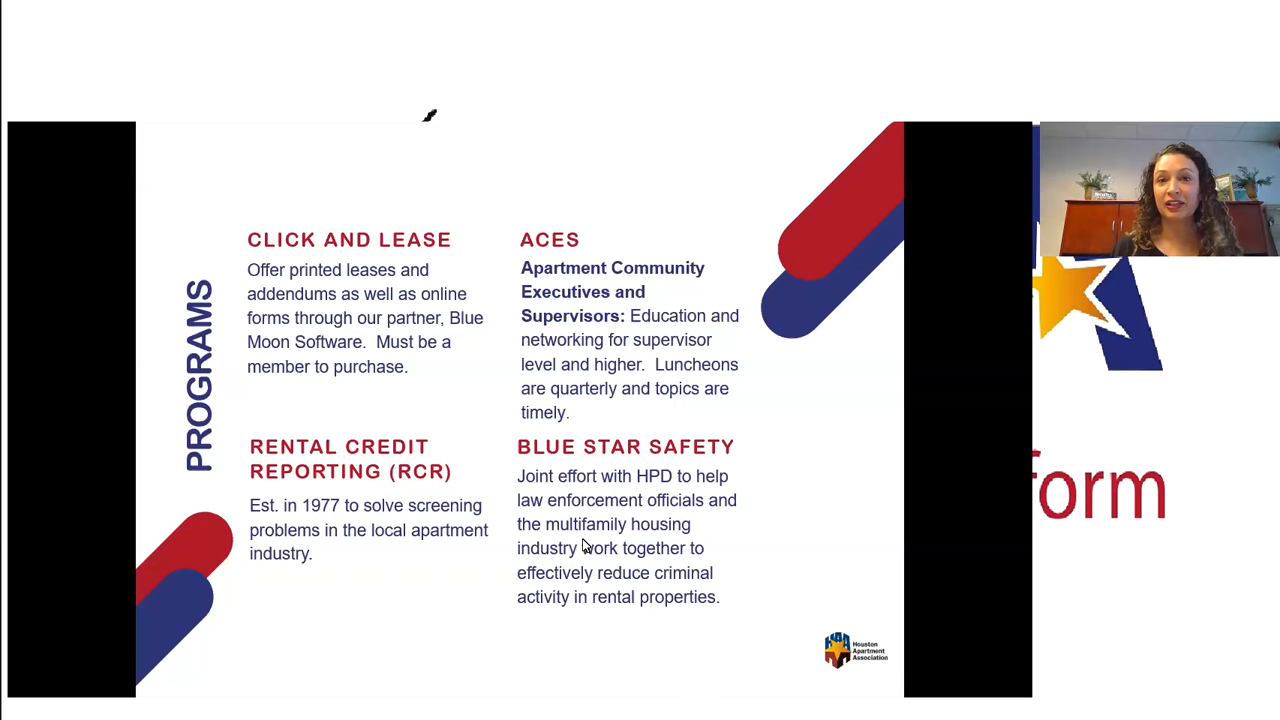 PROGRAMS
CLICK AND LEASE
Offer printed leases and
addendums as well as online
forms through our partner, Blue
Moon Software.  Must be a
member to purchase.
ACES
Apartment Community
Executives and
Supervisors: Education and
networking for supervisor
level and higher.  Luncheons
are quarterly and topics are
timely.
RENTAL CREDIT
REPORTING (RCR)
Est. in 1977 to solve screening
problems in the local apartment
industry.
BLUE STAR SAFETY
Joint effort with HPD to help
law enforcement officials and
the multifamily housing
industry work together to
effectively reduce criminal
activity in rental properties.
Houston
Apartment
Association
form